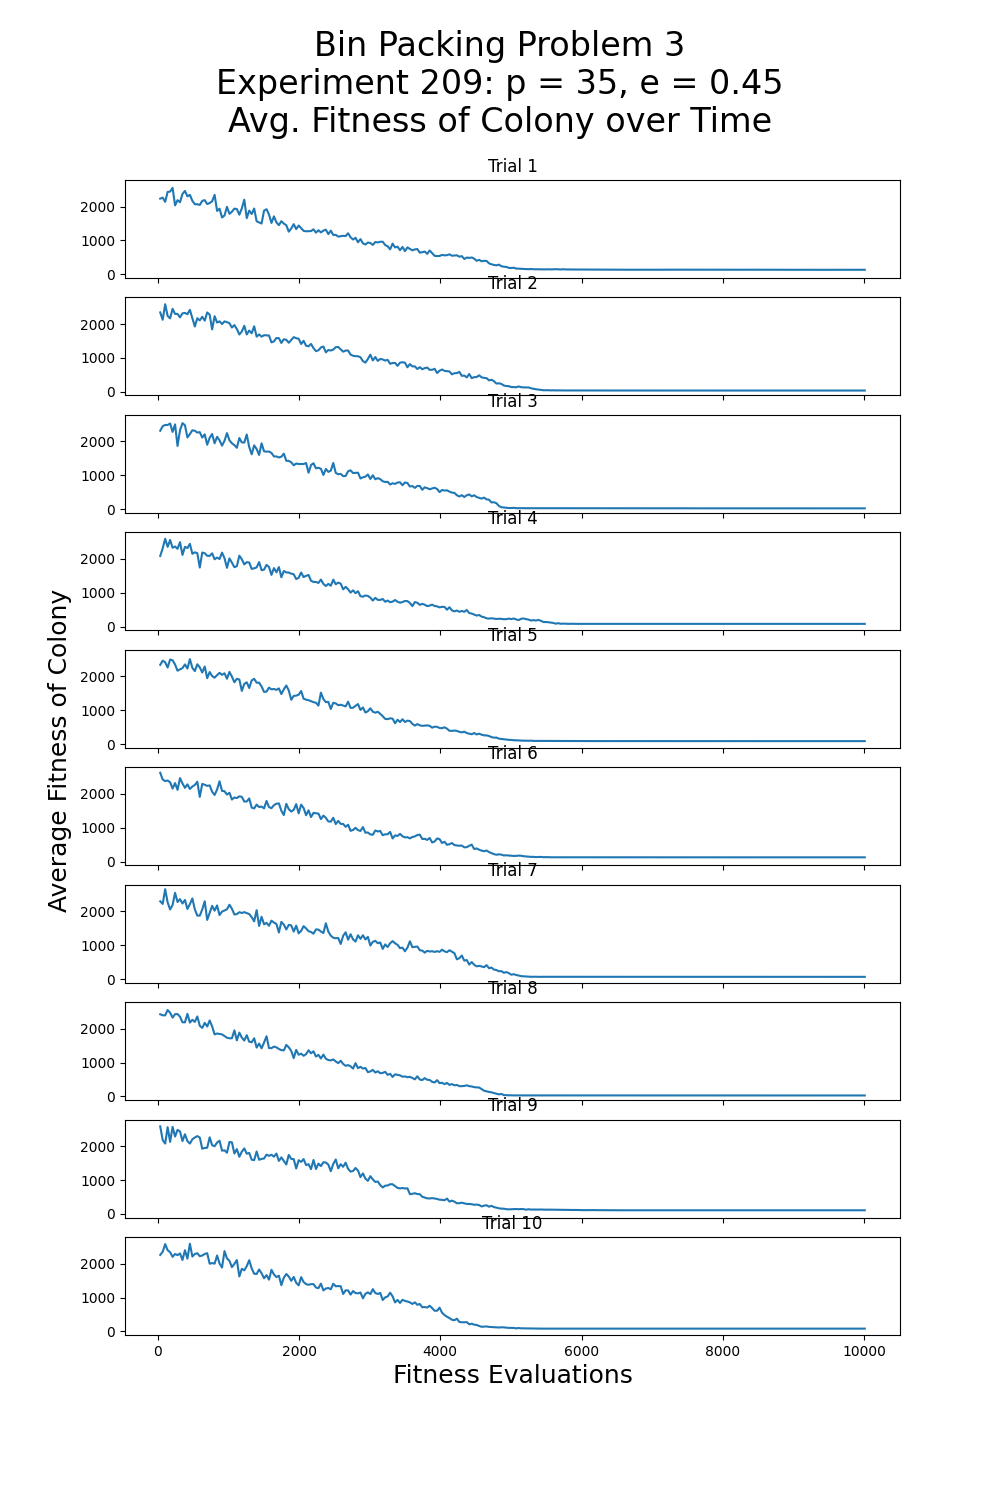 Bin Packing Problem 3
Experiment 209: p = 35, e = 0.45
Avg. Fitness of Colony over Time
Trial 1
2000
1000
0
Trial 2
2000
1000
0
Trial 3
2000
1000
0
Trial 4
2000
1000
0
Trial 5
2000
1000
0
Trial 6
2000
1000
0
Trial 7
2000
1000
0
Trial 8
2000
1000
0
Trial 9
2000
1000
0
Trial 10
2000
1000
0
0 2000 4000 6000 8000 10000
Fitness Evaluations
Average Fitness of Colony